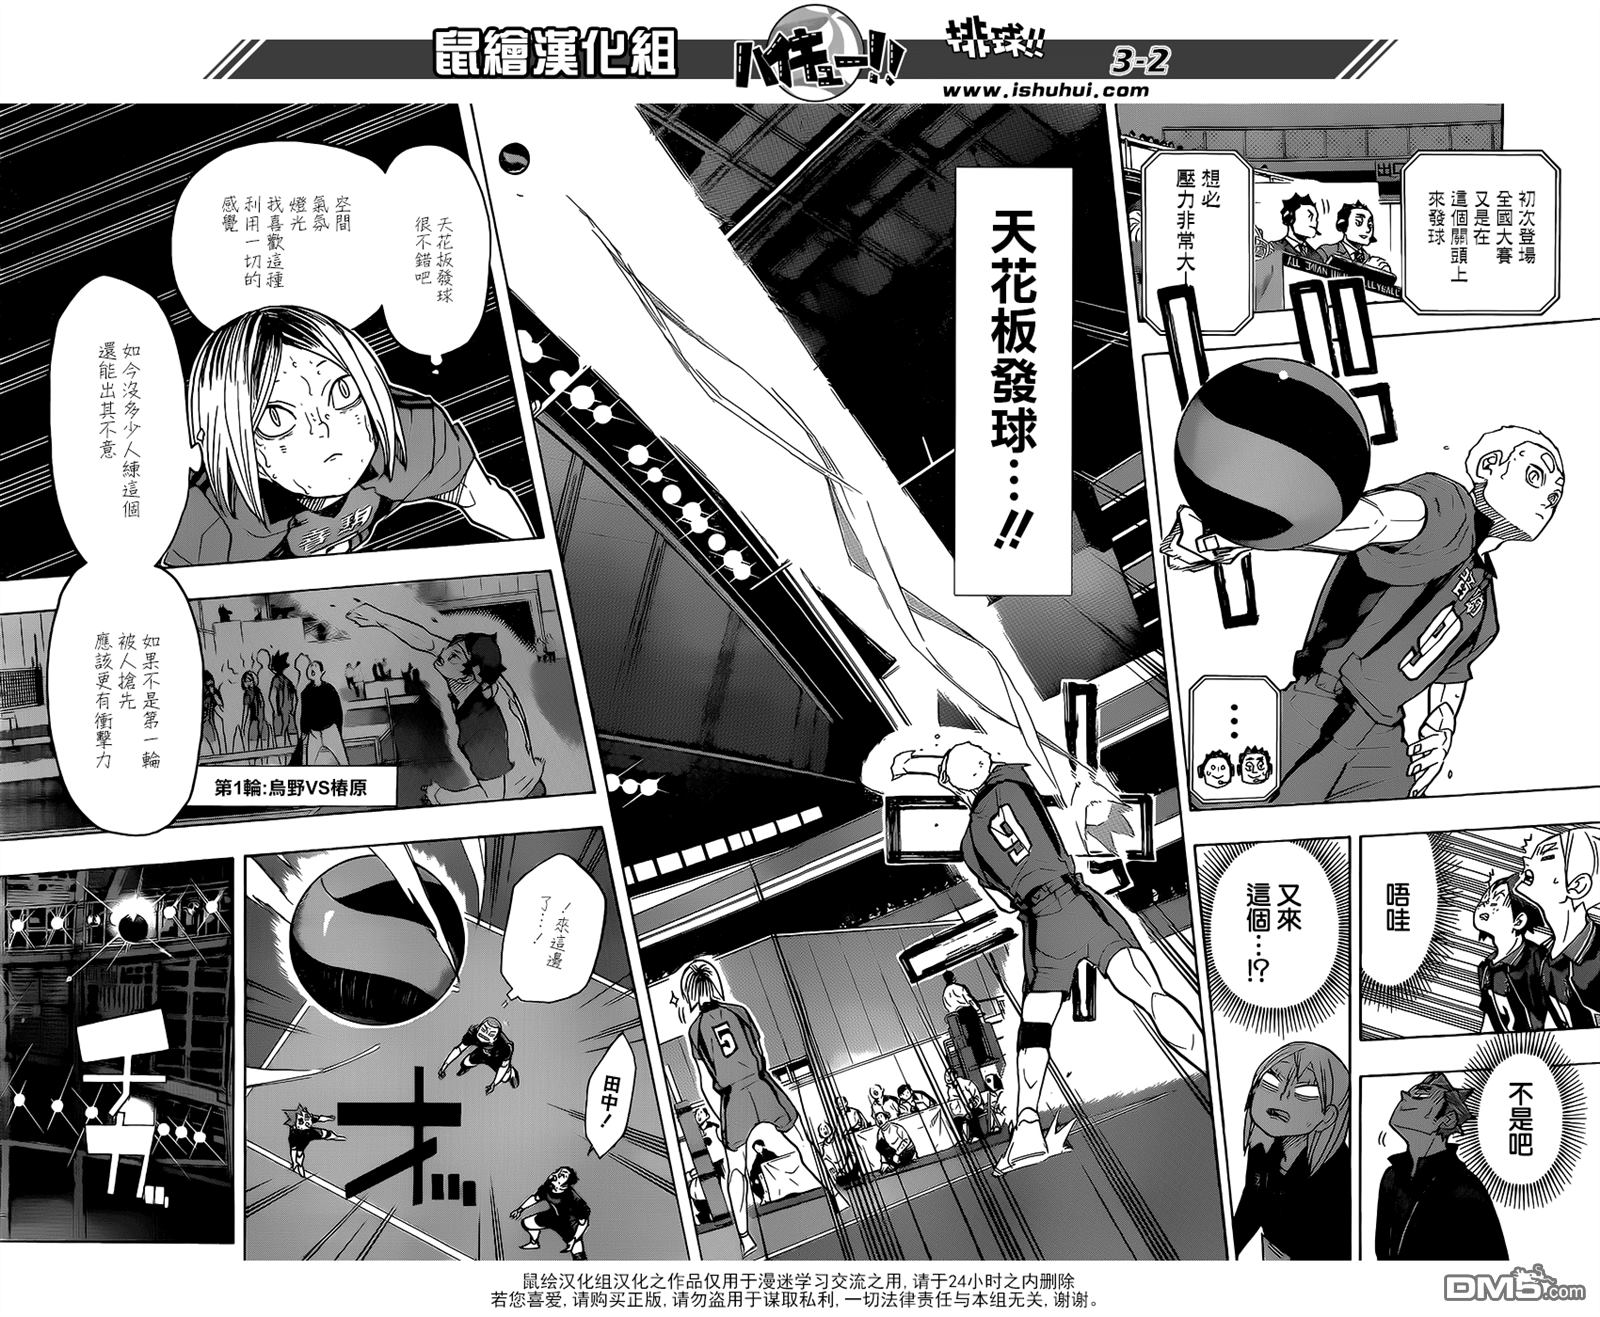 鼠繪漢化組
ハイキュー!!
排球!!
3-2
www.ishuhui.com
初次登場
全國大賽
又是在
這個關頭上
來發球
想必
壓力非常大
出口
9
…
唔哇
又來
這個…!?
不是吧
天花板發球…!!
9
5
天花板發球
很不錯吧
空間
氣氛
燈光
我喜歡這種
利用一切的
感覺
音駒
如今沒多少人練這個
還能出其不意
如果不是第一輪
被人搶先
應該更有衝擊力
第1輪:烏野VS椿原
!來這邊
了…!
田中!
オ
鼠绘汉化组汉化之作品仅用于漫迷学习交流之用,请于24小时之内删除
若您喜爱,请购买正版,请勿盗用于谋取私利,一切法律责任与本组无关,谢谢。
DM5.com